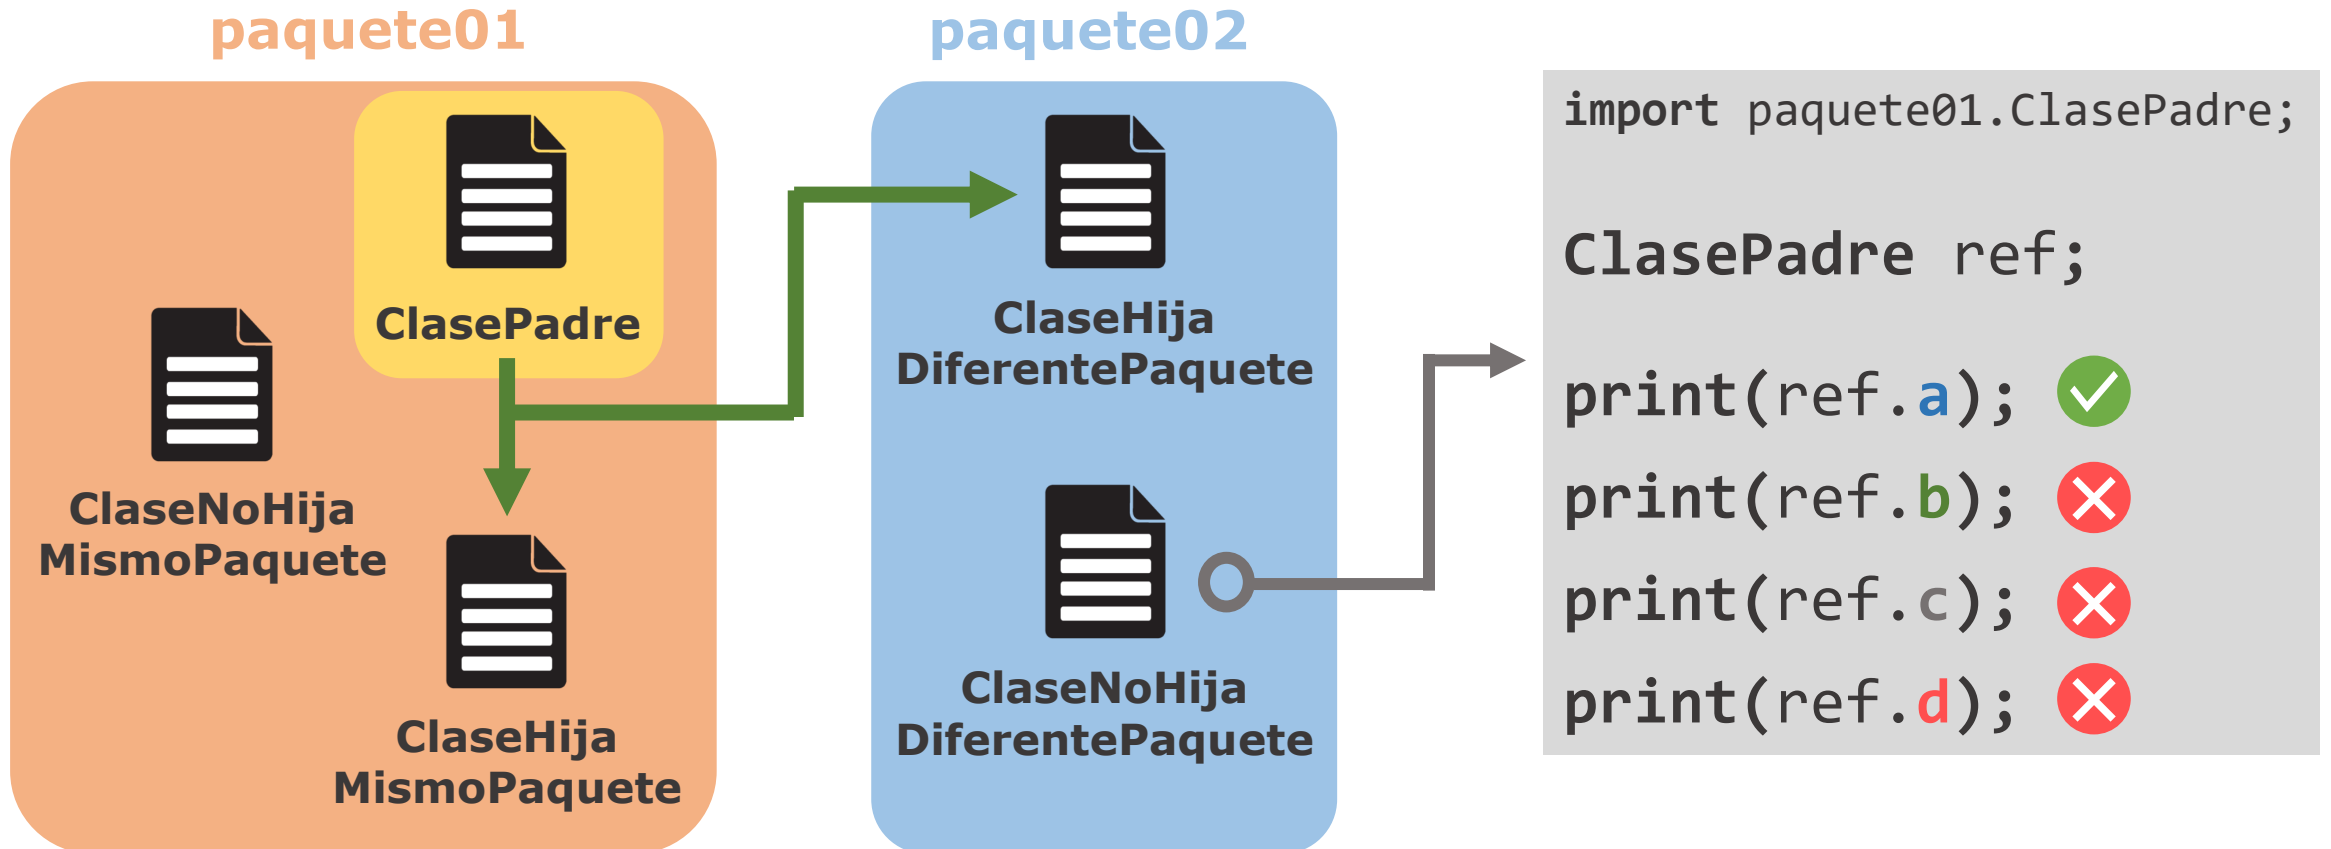 paquete01
ClasePadre
ClaseNoHija
MismoPaquete
ClaseHija
MismoPaquete
paquete02
ClaseHija
DiferentePaquete
ClaseNoHija
DiferentePaquete
import paquete01.ClasePadre;
ClasePadre ref;
print(ref.a);
print(ref.b);
print(ref.c);
print(ref.d);